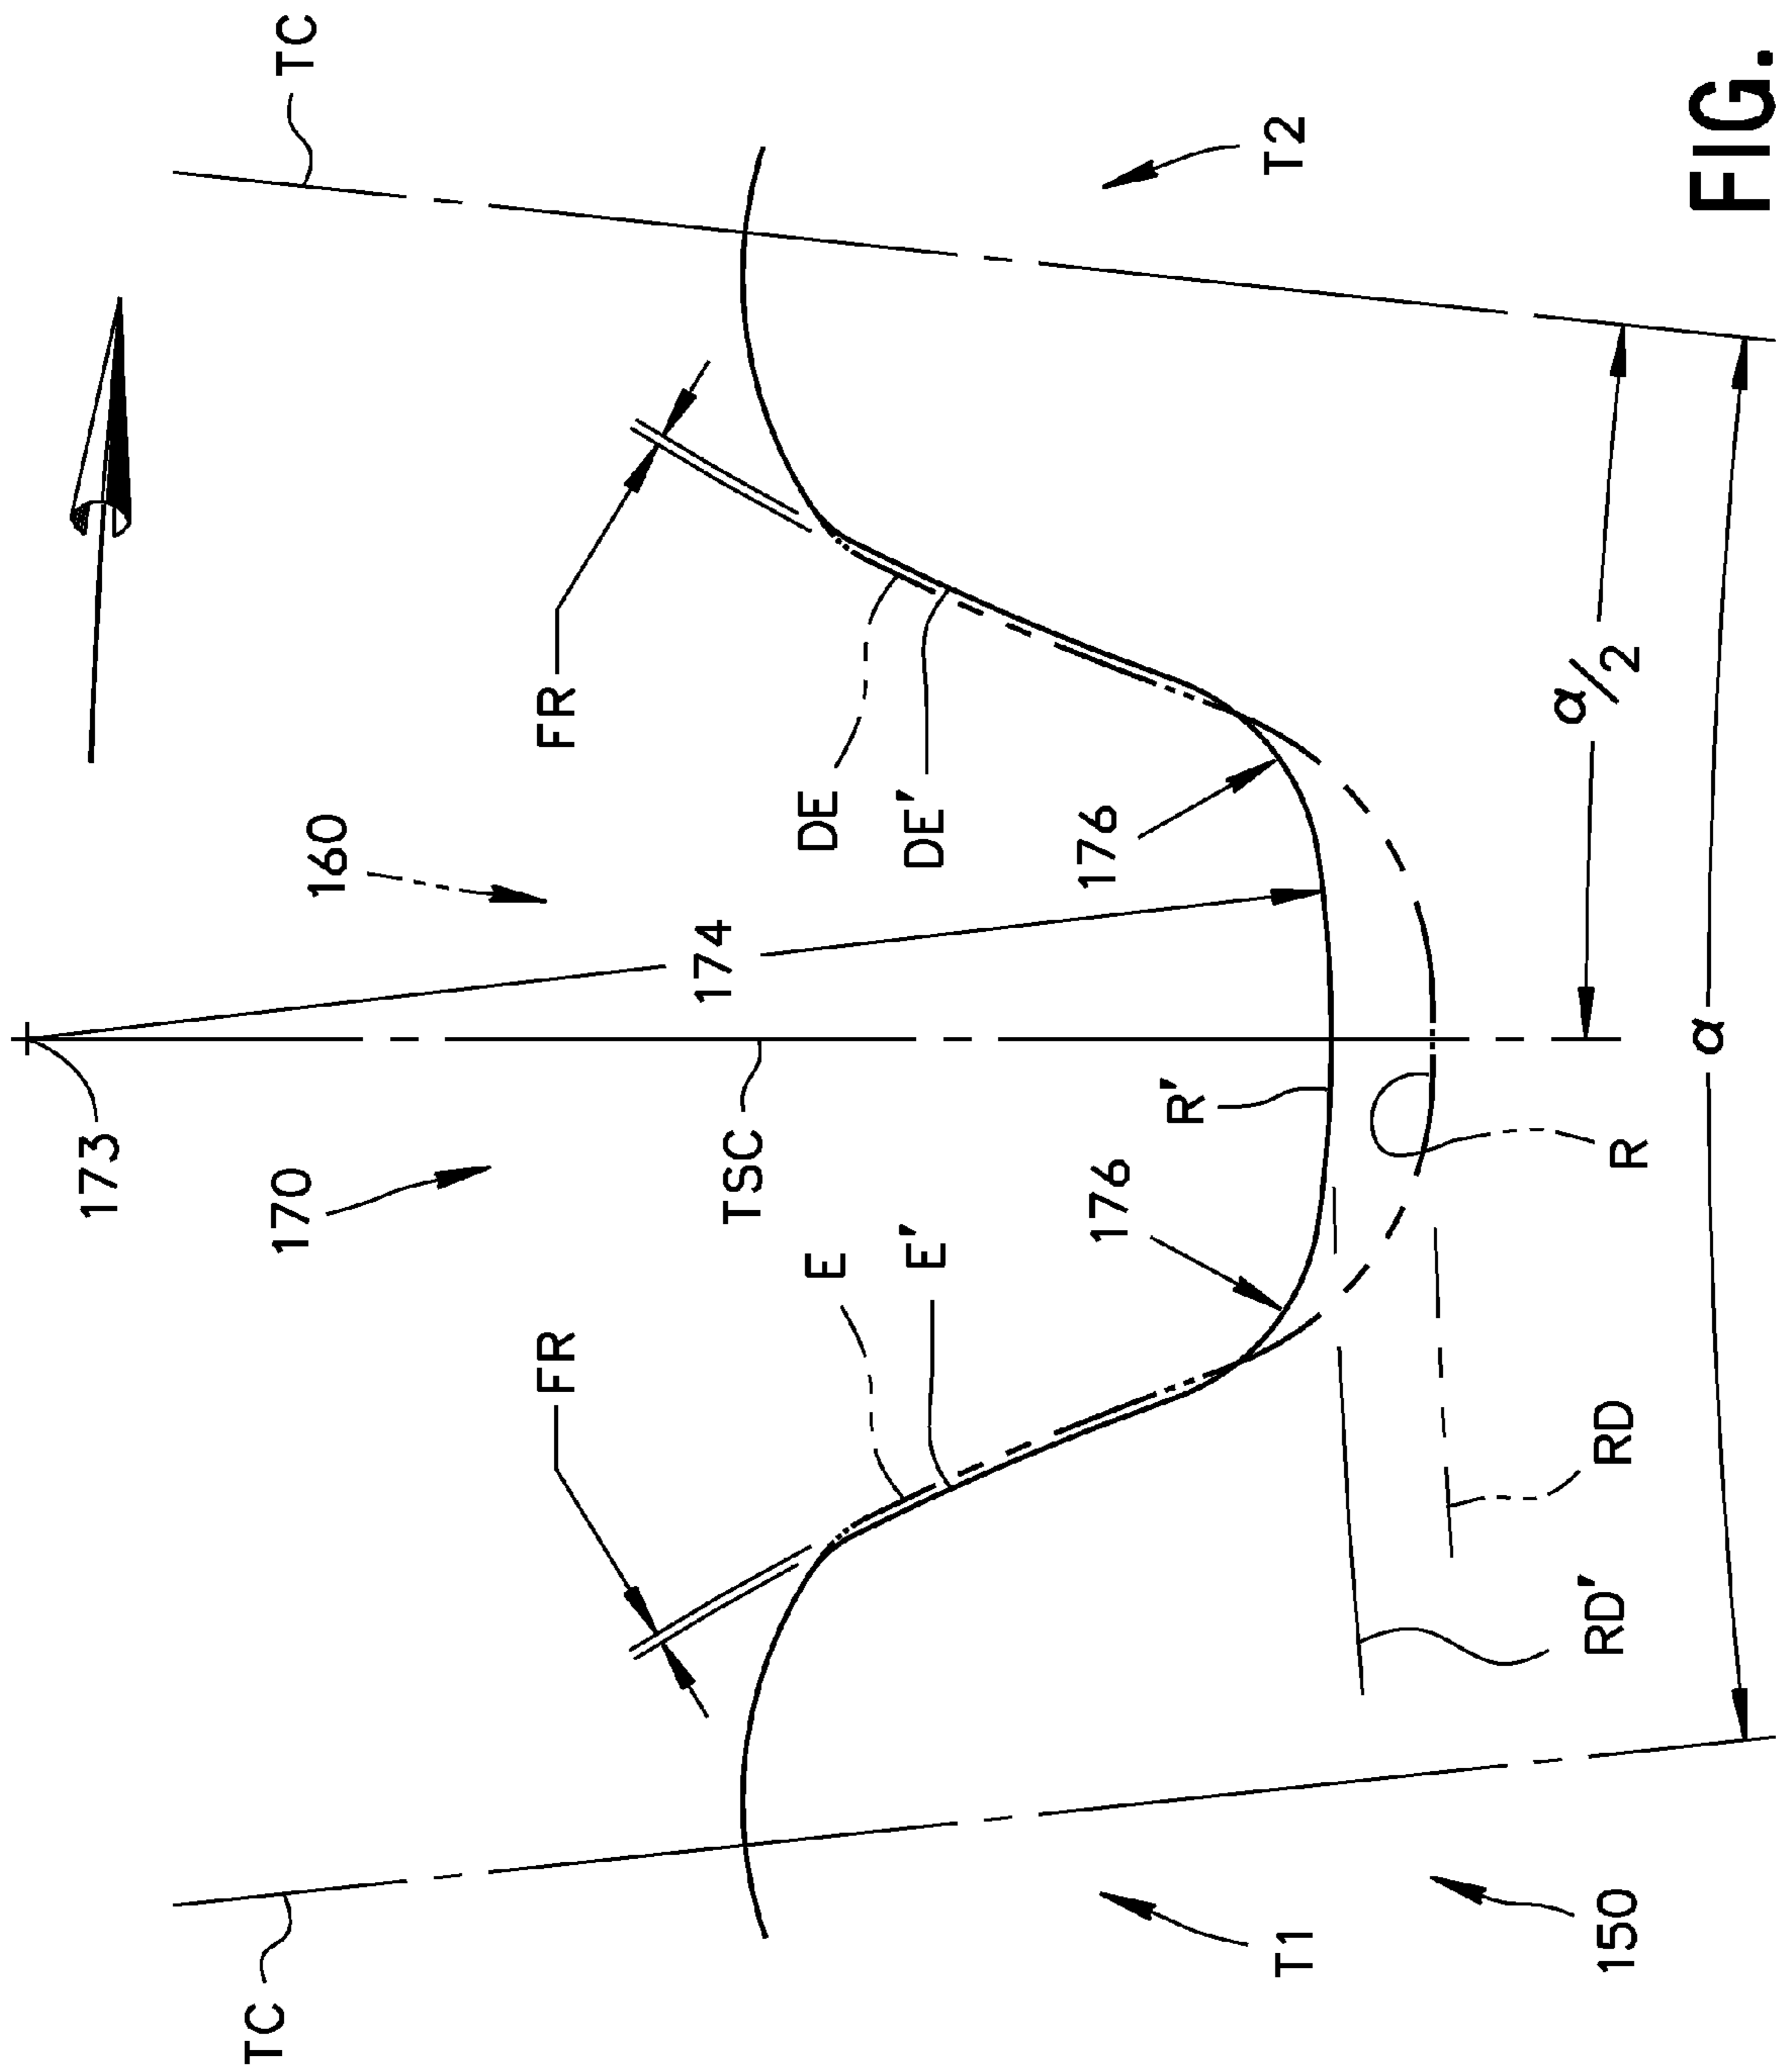 TC
TC
FR
FR
160
170
173
174
TSC
DE
DE'
E
E'
176
176
R'
R
RD
RD'
T1
T2
150
α/2
α
FIG.